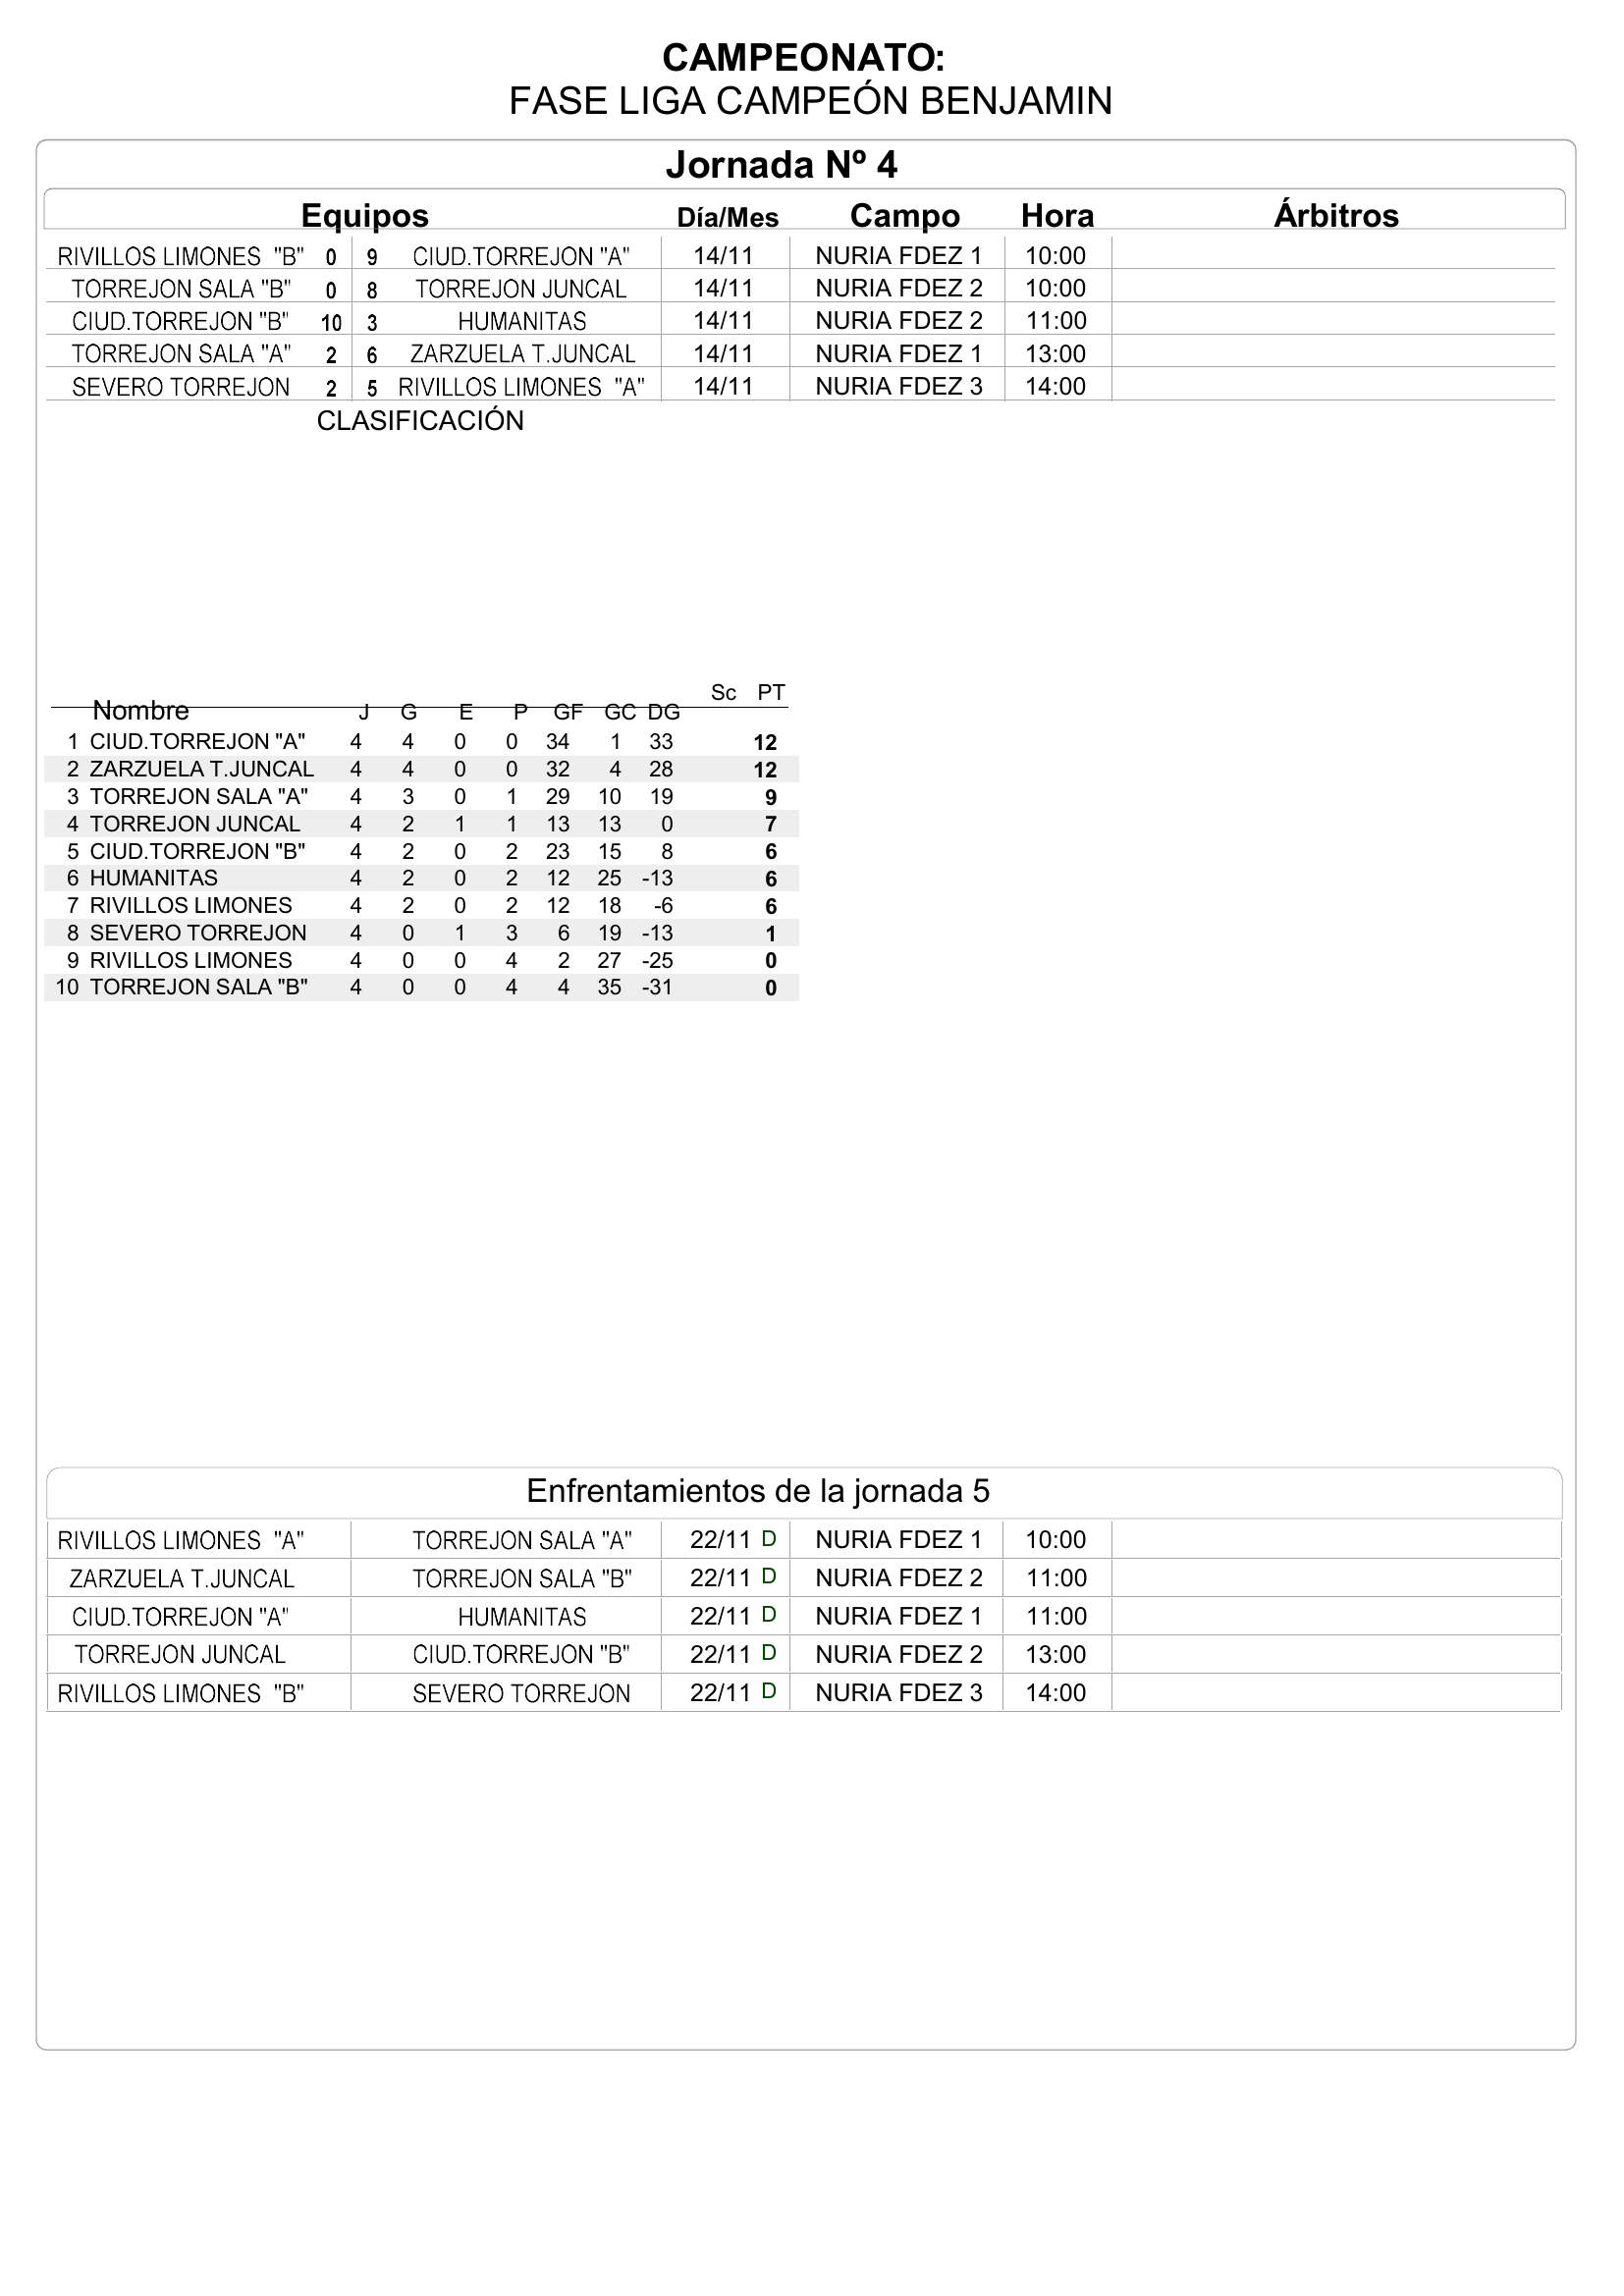 CAMPEONATO:
FASE LIGA CAMPEÓN BENJAMIN
Jornada Nº 4
Equipos Día/Mes Campo Hora Árbitros
RIVILLOS LIMONES "B" 0 9 CIUD.TORREJON "A" 14/11 NURIA FDEZ 1 10:00
TORREJON SALA "B" 0 8 TORREJON JUNCAL 14/11 NURIA FDEZ 2 10:00
CIUD.TORREJON "B" 10 3 HUMANITAS 14/11 NURIA FDEZ 2 11:00
TORREJON SALA "A" 2 6 ZARZUELA T.JUNCAL 14/11 NURIA FDEZ 1 13:00
SEVERO TORREJON 2 5 RIVILLOS LIMONES "A" 14/11 NURIA FDEZ 3 14:00
CLASIFICACIÓN
Nombre J G E P GF GC DG Sc PT
1 CIUD.TORREJON "A" 4 4 0 0 34 1 33 12
2 ZARZUELA T.JUNCAL 4 4 0 0 32 4 28 12
3 TORREJON SALA "A" 4 3 0 1 29 10 19 9
4 TORREJON JUNCAL 4 2 1 1 13 13 0 7
5 CIUD.TORREJON "B" 4 2 0 2 23 15 8 6
6 HUMANITAS 4 2 0 2 12 25 -13 6
7 RIVILLOS LIMONES 4 2 0 2 12 18 -6 6
8 SEVERO TORREJON 4 0 1 3 6 19 -13 1
9 RIVILLOS LIMONES 4 0 0 4 2 27 -25 0
10 TORREJON SALA "B" 4 0 0 4 4 35 -31 0
Enfrentamientos de la jornada 5
RIVILLOS LIMONES "A" TORREJON SALA "A" 22/11 D NURIA FDEZ 1 10:00
ZARZUELA T.JUNCAL TORREJON SALA "B" 22/11 D NURIA FDEZ 2 11:00
CIUD.TORREJON "A" HUMANITAS 22/11 D NURIA FDEZ 1 11:00
TORREJON JUNCAL CIUD.TORREJON "B" 22/11 D NURIA FDEZ 2 13:00
RIVILLOS LIMONES "B" SEVERO TORREJON 22/11 D NURIA FDEZ 3 14:00